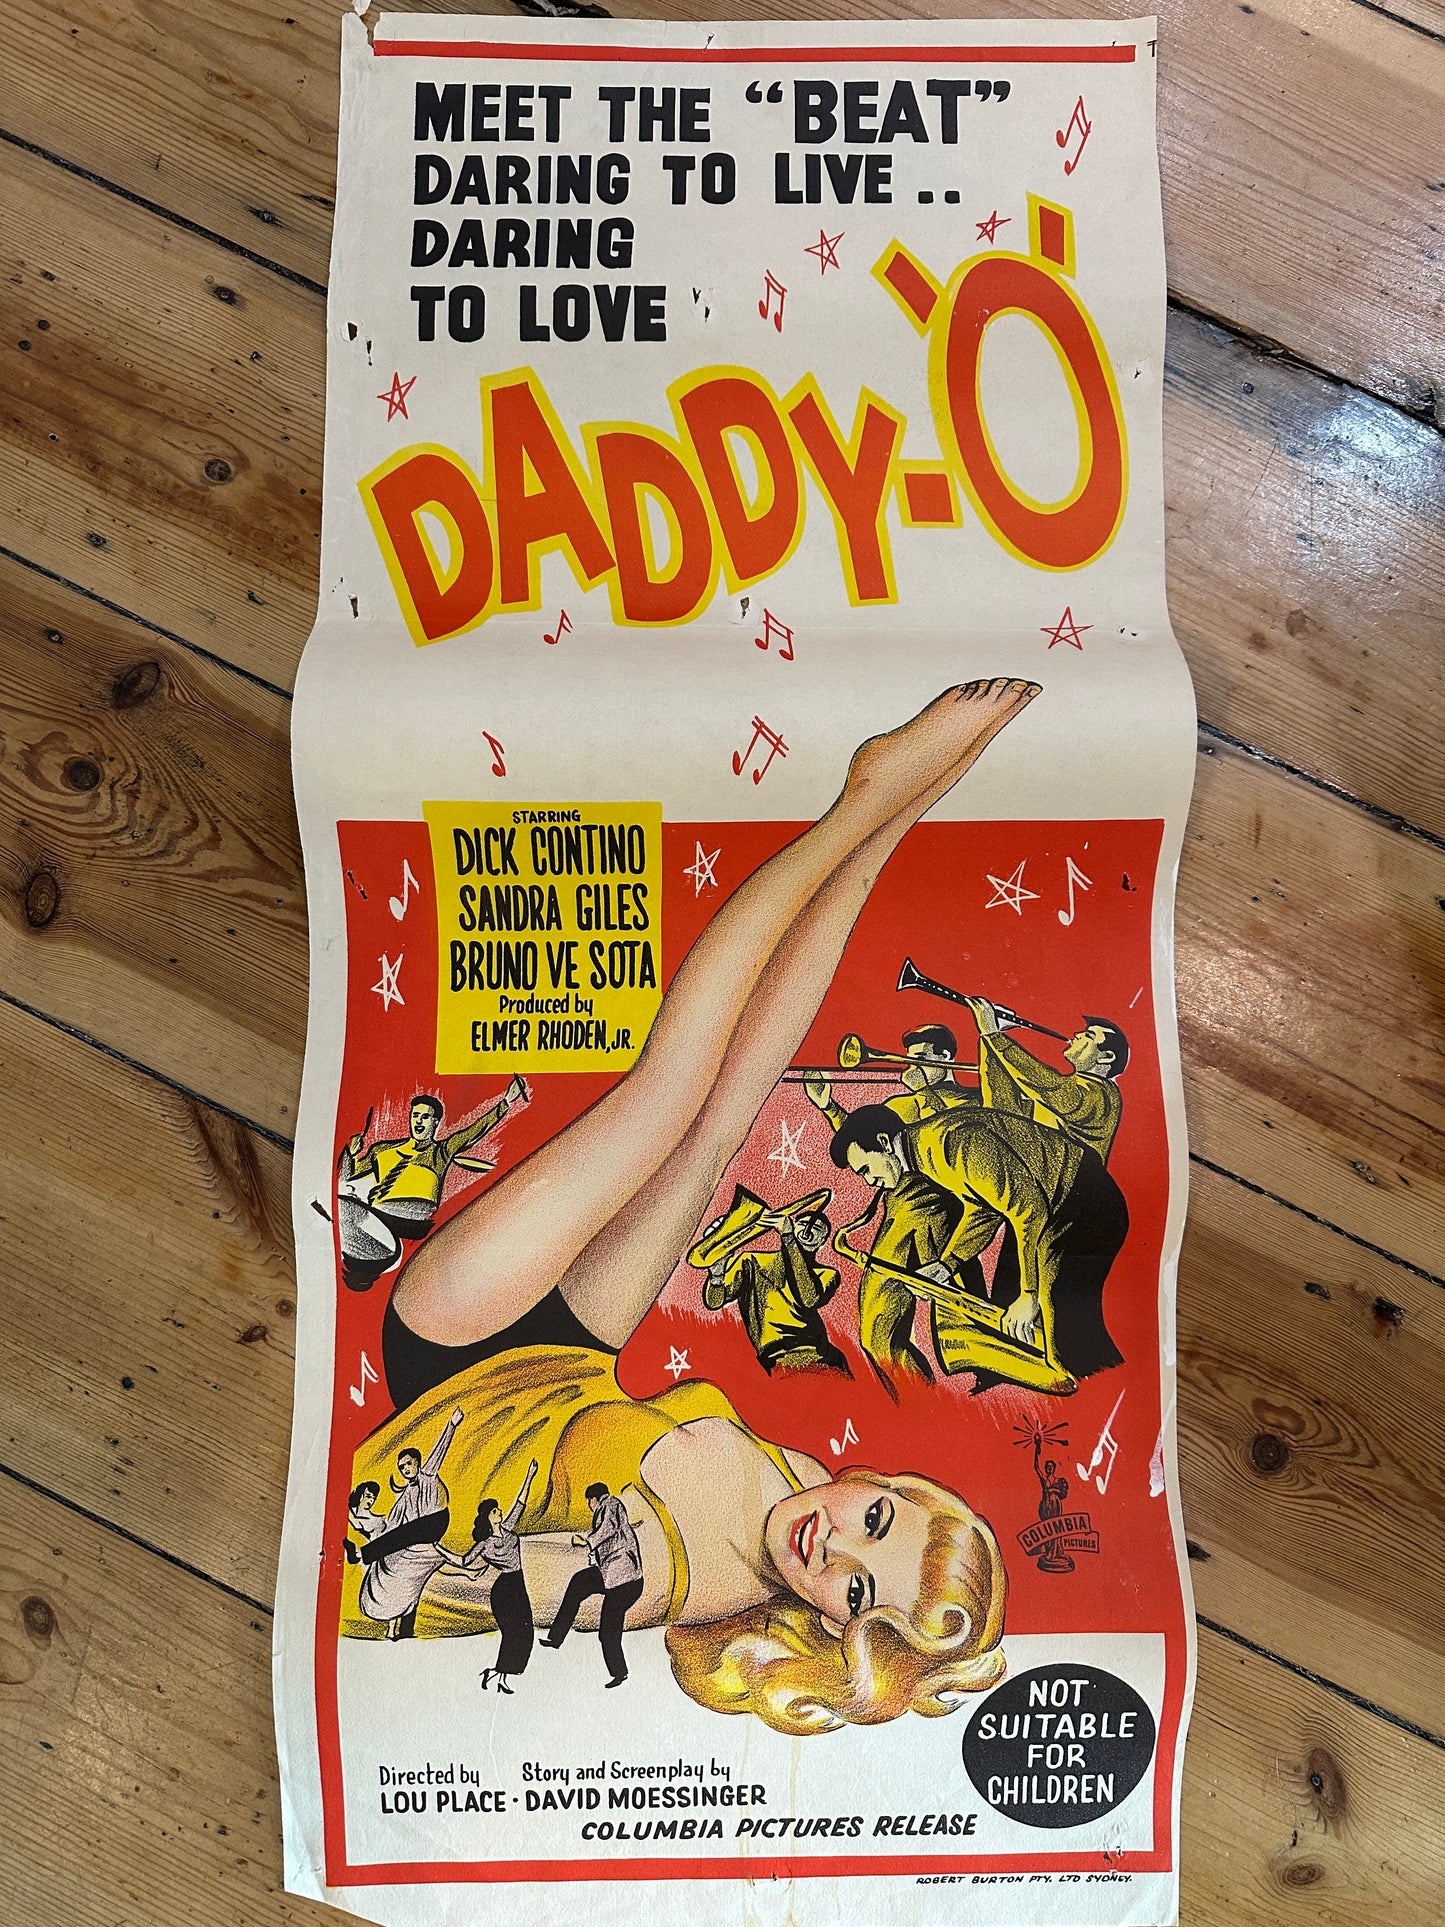 MEET THE "BEAT"
DARING TO LIVE ..
DARING
TO LOVE
DADDY-O
STARRING
DICK CONTINO
SANDRA GILES
BRUNO VE SOTA
Produced by
ELMER RHODEN, JR.
COLUMBIA
PICTURES
NOT
SUITABLE
FOR
CHILDREN
Directed by
LOU PLACE ·
Story and Screenplay by
DAVID MOESSINGER
COLUMBIA PICTURES RELEASE
ROBERT BURTON PTY. LTD SYDNEY.